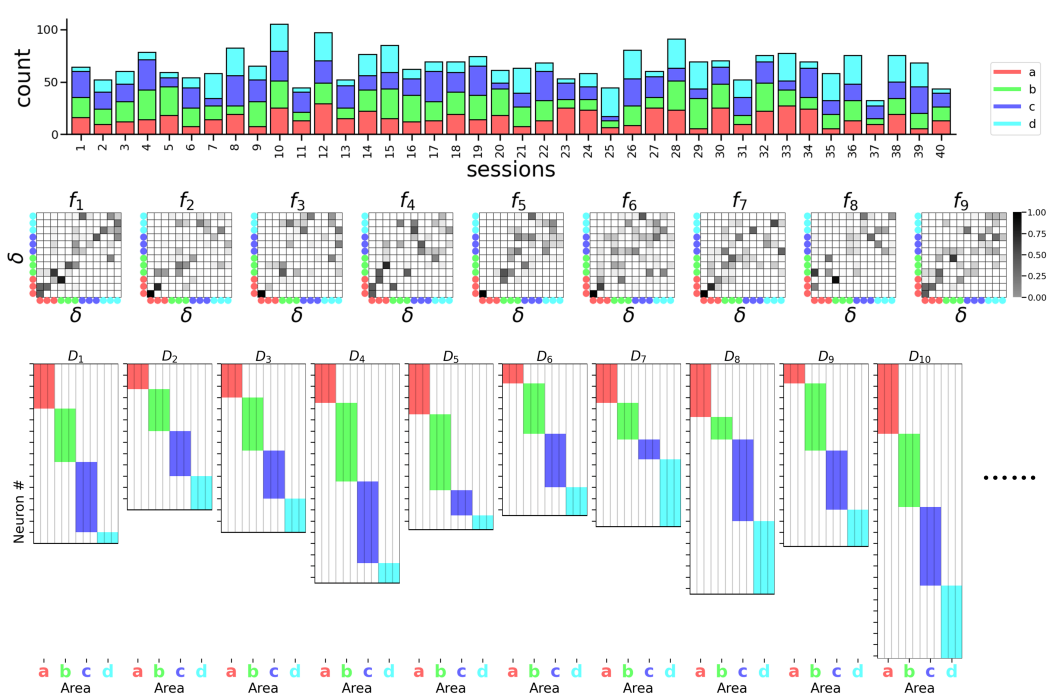 count
100
50
0
1 2 3 4 5 6 7 8 9 10 11 12 13 14 15 16 17 18 19 20 21 22 23 24 25 26 27 28 29 30 31 32 33 34 35 36 37 38 39 40
sessions
a
b
c
d
f1 f2 f3 f4 f5 f6 f7 f8 f9
δ
δ δ δ δ δ δ δ δ δ
1.00
0.75
0.50
0.25
0.00
D1 D2 D3 D4 D5 D6 D7 D8 D9 D10
Neuron #
......
a b c d a b c d a b c d a b c d a b c d a b c d a b c d a b c d a b c d a b c d
Area Area Area Area Area Area Area Area Area Area